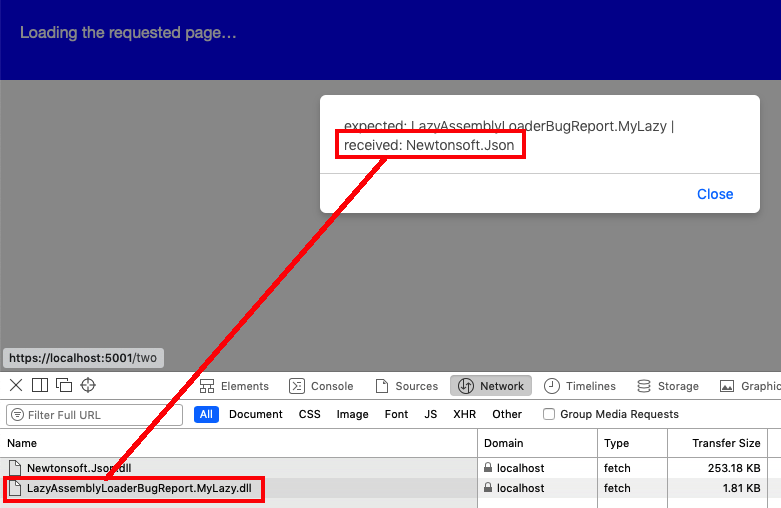 Loading the requested page...
expected: LazyAssemblyLoaderBugReport.MyLazy |
received: Newtonsoft.Json
Close
https://localhost:5001/two
Elements Console Sources Network Timelines Storage Graphic
Filter Full URL All Document CSS Image Font JS XHR Other Group Media Requests
Name Domain Type Transfer Size
Newtonsoft.Json.dll localhost fetch 253.18 KB
LazyAssemblyLoaderBugReport.MyLazy.dll localhost fetch 1.81 KB